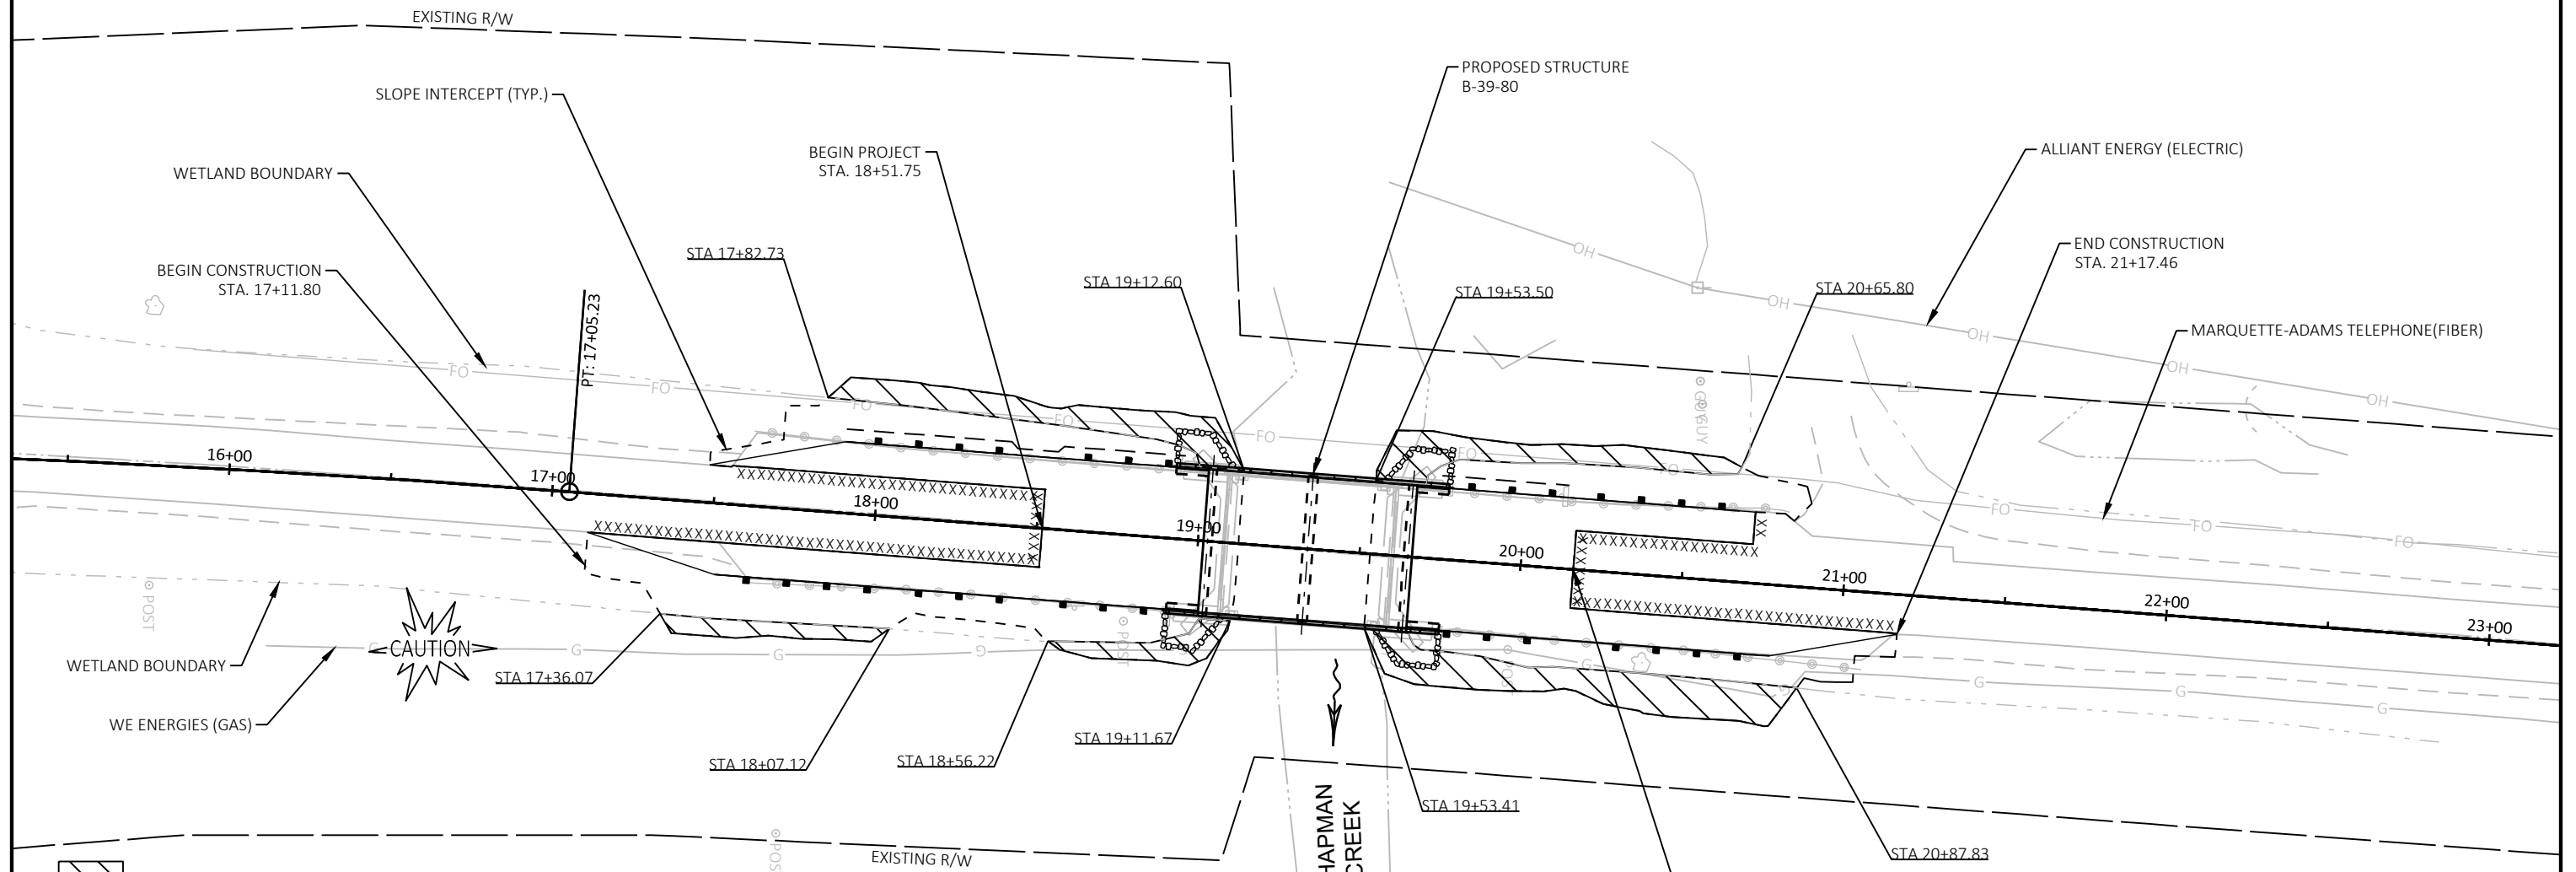 EXISTING R/W
PROPOSED STRUCTURE
B-39-80
SLOPE INTERCEPT (TYP.)
BEGIN PROJECT
STA. 18+51.75
ALLIANT ENERGY (ELECTRIC)
WETLAND BOUNDARY
END CONSTRUCTION
STA. 21+17.46
STA 17+82.73
BEGIN CONSTRUCTION
STA. 17+11.80
STA 19+12.60
STA 19+53.50
STA 20+65.80
MARQUETTE-ADAMS TELEPHONE(FIBER)
PT: 17+05.23
OH
OH
OH
OH
OH
FO
FO
FO
FO
FO
FO
FO
FO
FO
GUY
16+00
17+00
18+00
19+00
20+00
21+00
22+00
23+00
POST
POST
CAUTION
G
G
G
G
G
G
G
WETLAND BOUNDARY
WE ENERGIES (GAS)
STA 17+36.07
STA 18+07.12
STA 18+56.22
STA 19+11.67
STA 19+53.41
STA 20+87.83
CREEK
EXISTING R/W